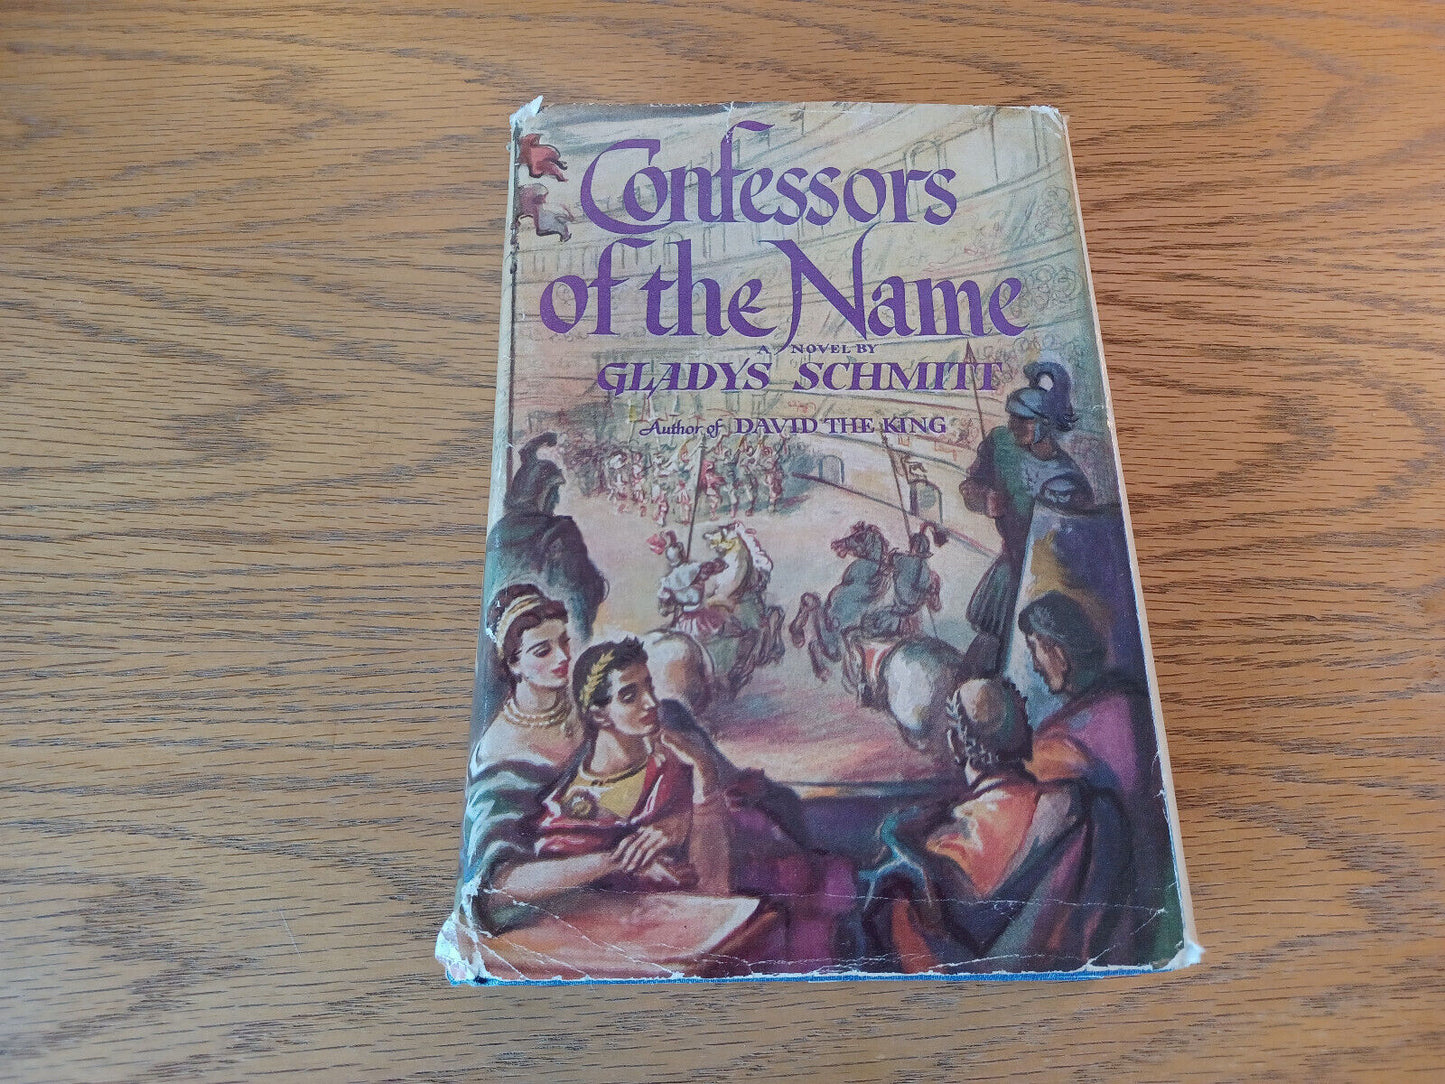 Confessors
of the Name
A NOVEL BY
GLADYS SCHMITT
Author of DAVID THE KING